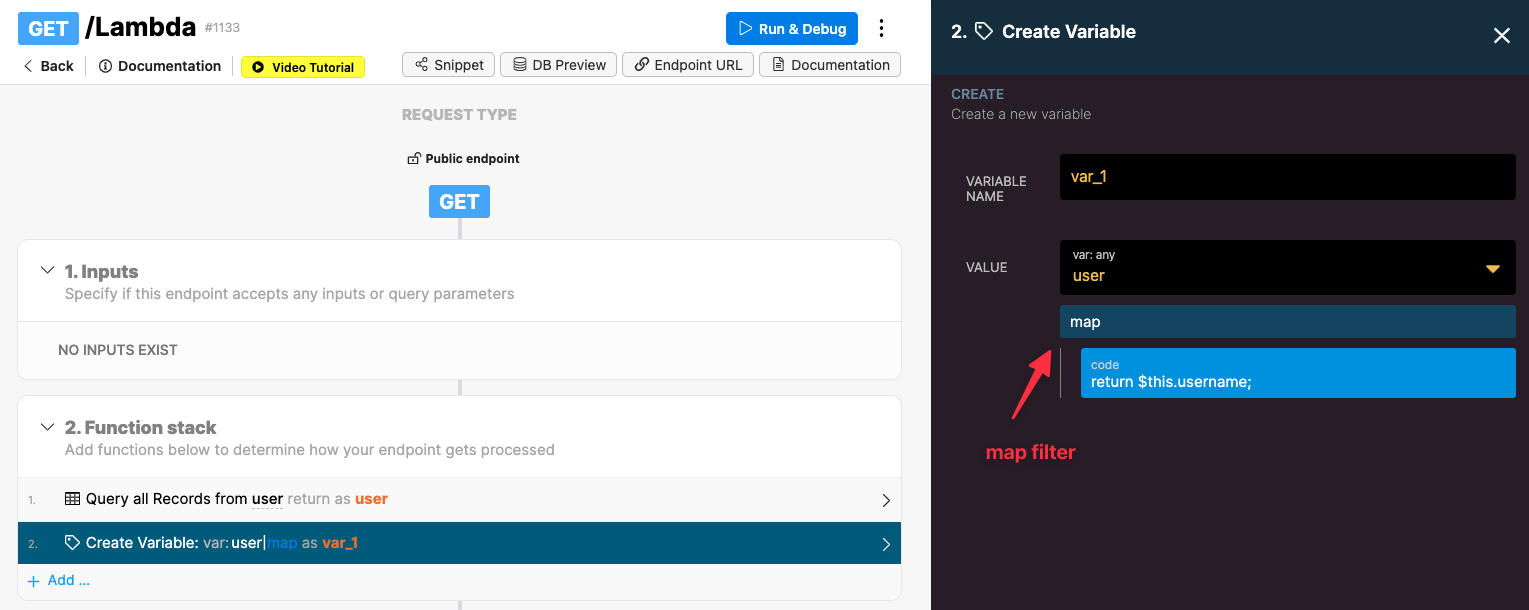 GET /Lambda #1133
Run & Debug
Back
Documentation
Video Tutorial
Snippet
DB Preview
Endpoint URL
Documentation
REQUEST TYPE
Public endpoint
GET
1. Inputs
Specify if this endpoint accepts any inputs or query parameters
NO INPUTS EXIST
2. Function stack
Add functions below to determine how your endpoint gets processed
1. Query all Records from user return as user
2. Create Variable: var:user|map as var_1
+ Add ...
2. Create Variable
CREATE
Create a new variable
VARIABLE
NAME
var_1
VALUE
var: any
user
map
code
return $this.username;
map filter